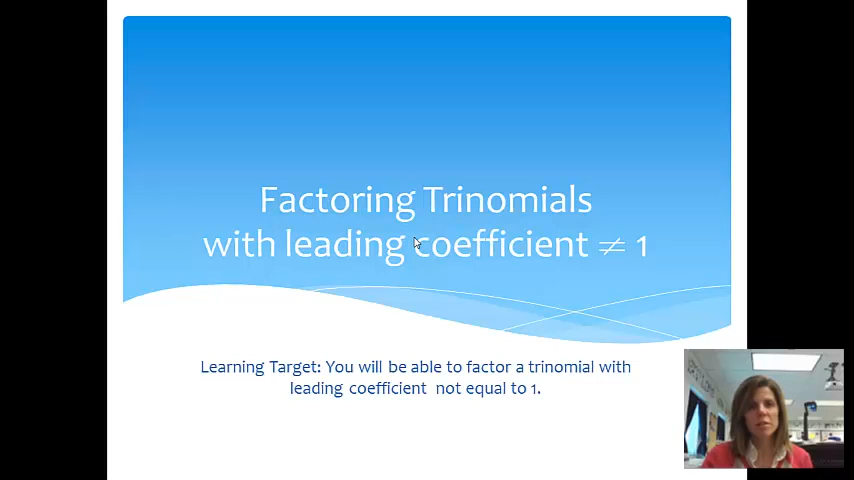 Factoring Trinomials
with leading coefficient ≠ 1
Learning Target: You will be able to factor a trinomial with
leading coefficient not equal to 1.